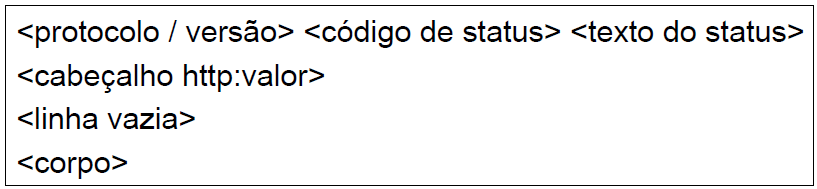 <protocolo / versão> <código de status> <texto do status>
<cabeçalho http:valor>
<linha vazia>
<corpo>